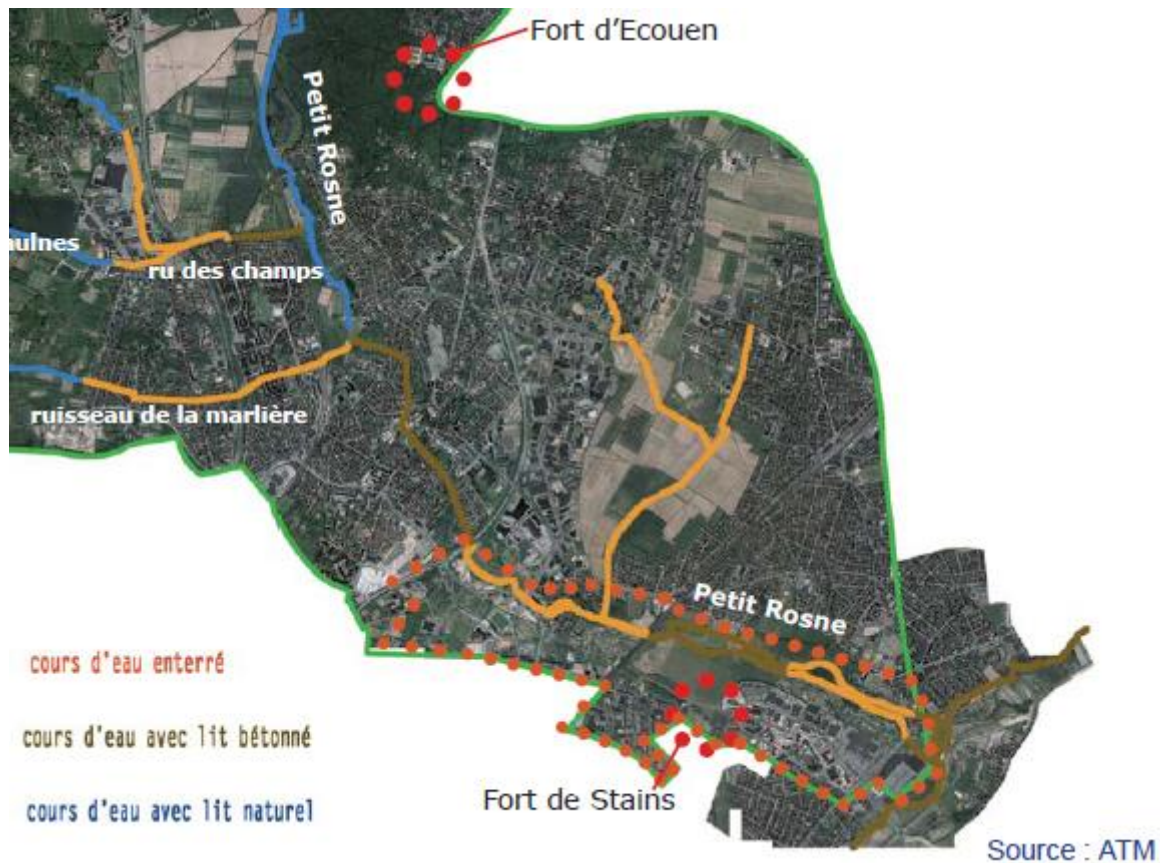 Fort d'Ecouen
Petit Rosne
aulnes
ru des champs
ruisseau de la marlière
Petit Rosne
cours d'eau enterré
cours d'eau avec lit bétonné
cours d'eau avec lit naturel
Fort de Stains
Source : ATM